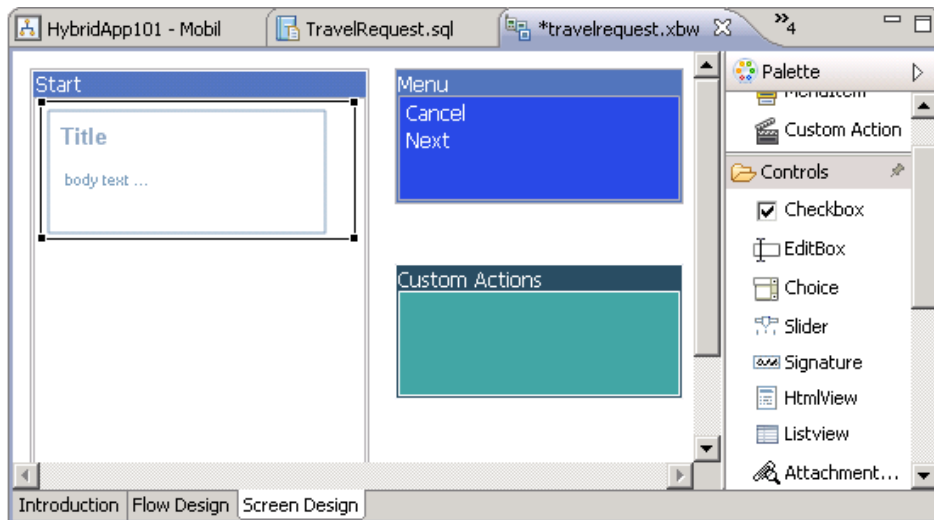 HybridApp101 - Mobil
TravelRequest.sql
*travelrequest.xbw
»4
Start
Title
body text ...
Menu
Cancel
Next
Custom Actions
Palette
MenuItem
Custom Action
Controls
Checkbox
EditBox
Choice
Slider
Signature
HtmlView
Listview
Attachment...
Introduction
Flow Design
Screen Design